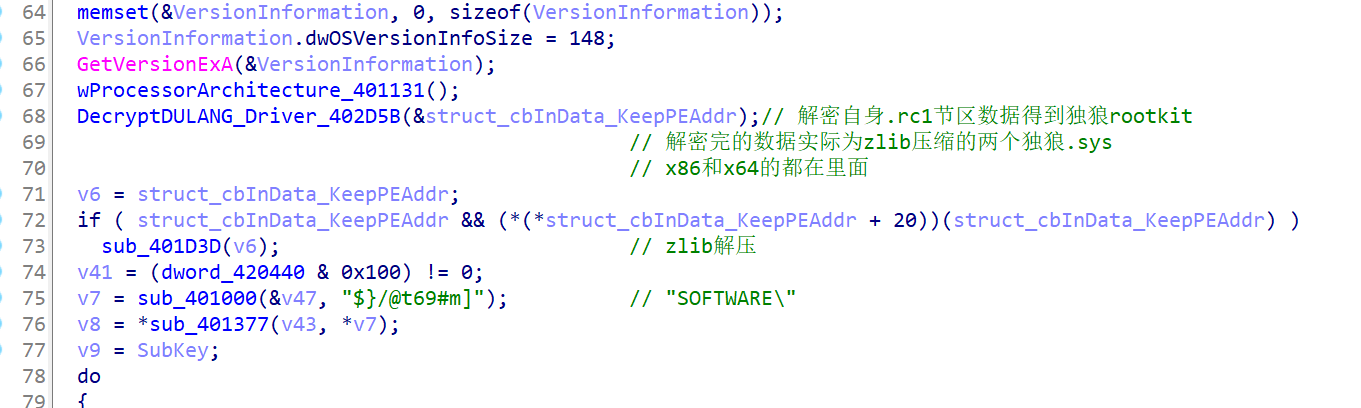 64 memset(&VersionInformation, 0, sizeof(VersionInformation));
65 VersionInformation.dwOSVersionInfoSize = 148;
66 GetVersionExA(&VersionInformation);
67 wProcessorArchitecture_401131();
68 DecryptDULANG_Driver_402D5B(&struct_cbInData_KeepPEAddr);// 解密自身.rc1节区数据得到独狼rootkit
69 // 解密完的数据实际为zlib压缩的两个独狼.sys
70 // x86和x64的都在里面
71 v6 = struct_cbInData_KeepPEAddr;
72 if ( struct_cbInData_KeepPEAddr && (*(*struct_cbInData_KeepPEAddr + 20))(struct_cbInData_KeepPEAddr) )
73 sub_401D3D(v6); // zlib解压
74 v41 = (dword_420440 & 0x100) != 0;
75 v7 = sub_401000(&v47, "$}/@t69#m]"); // "SOFTWARE\"
76 v8 = *sub_401377(v43, *v7);
77 v9 = SubKey;
78 do
79 {